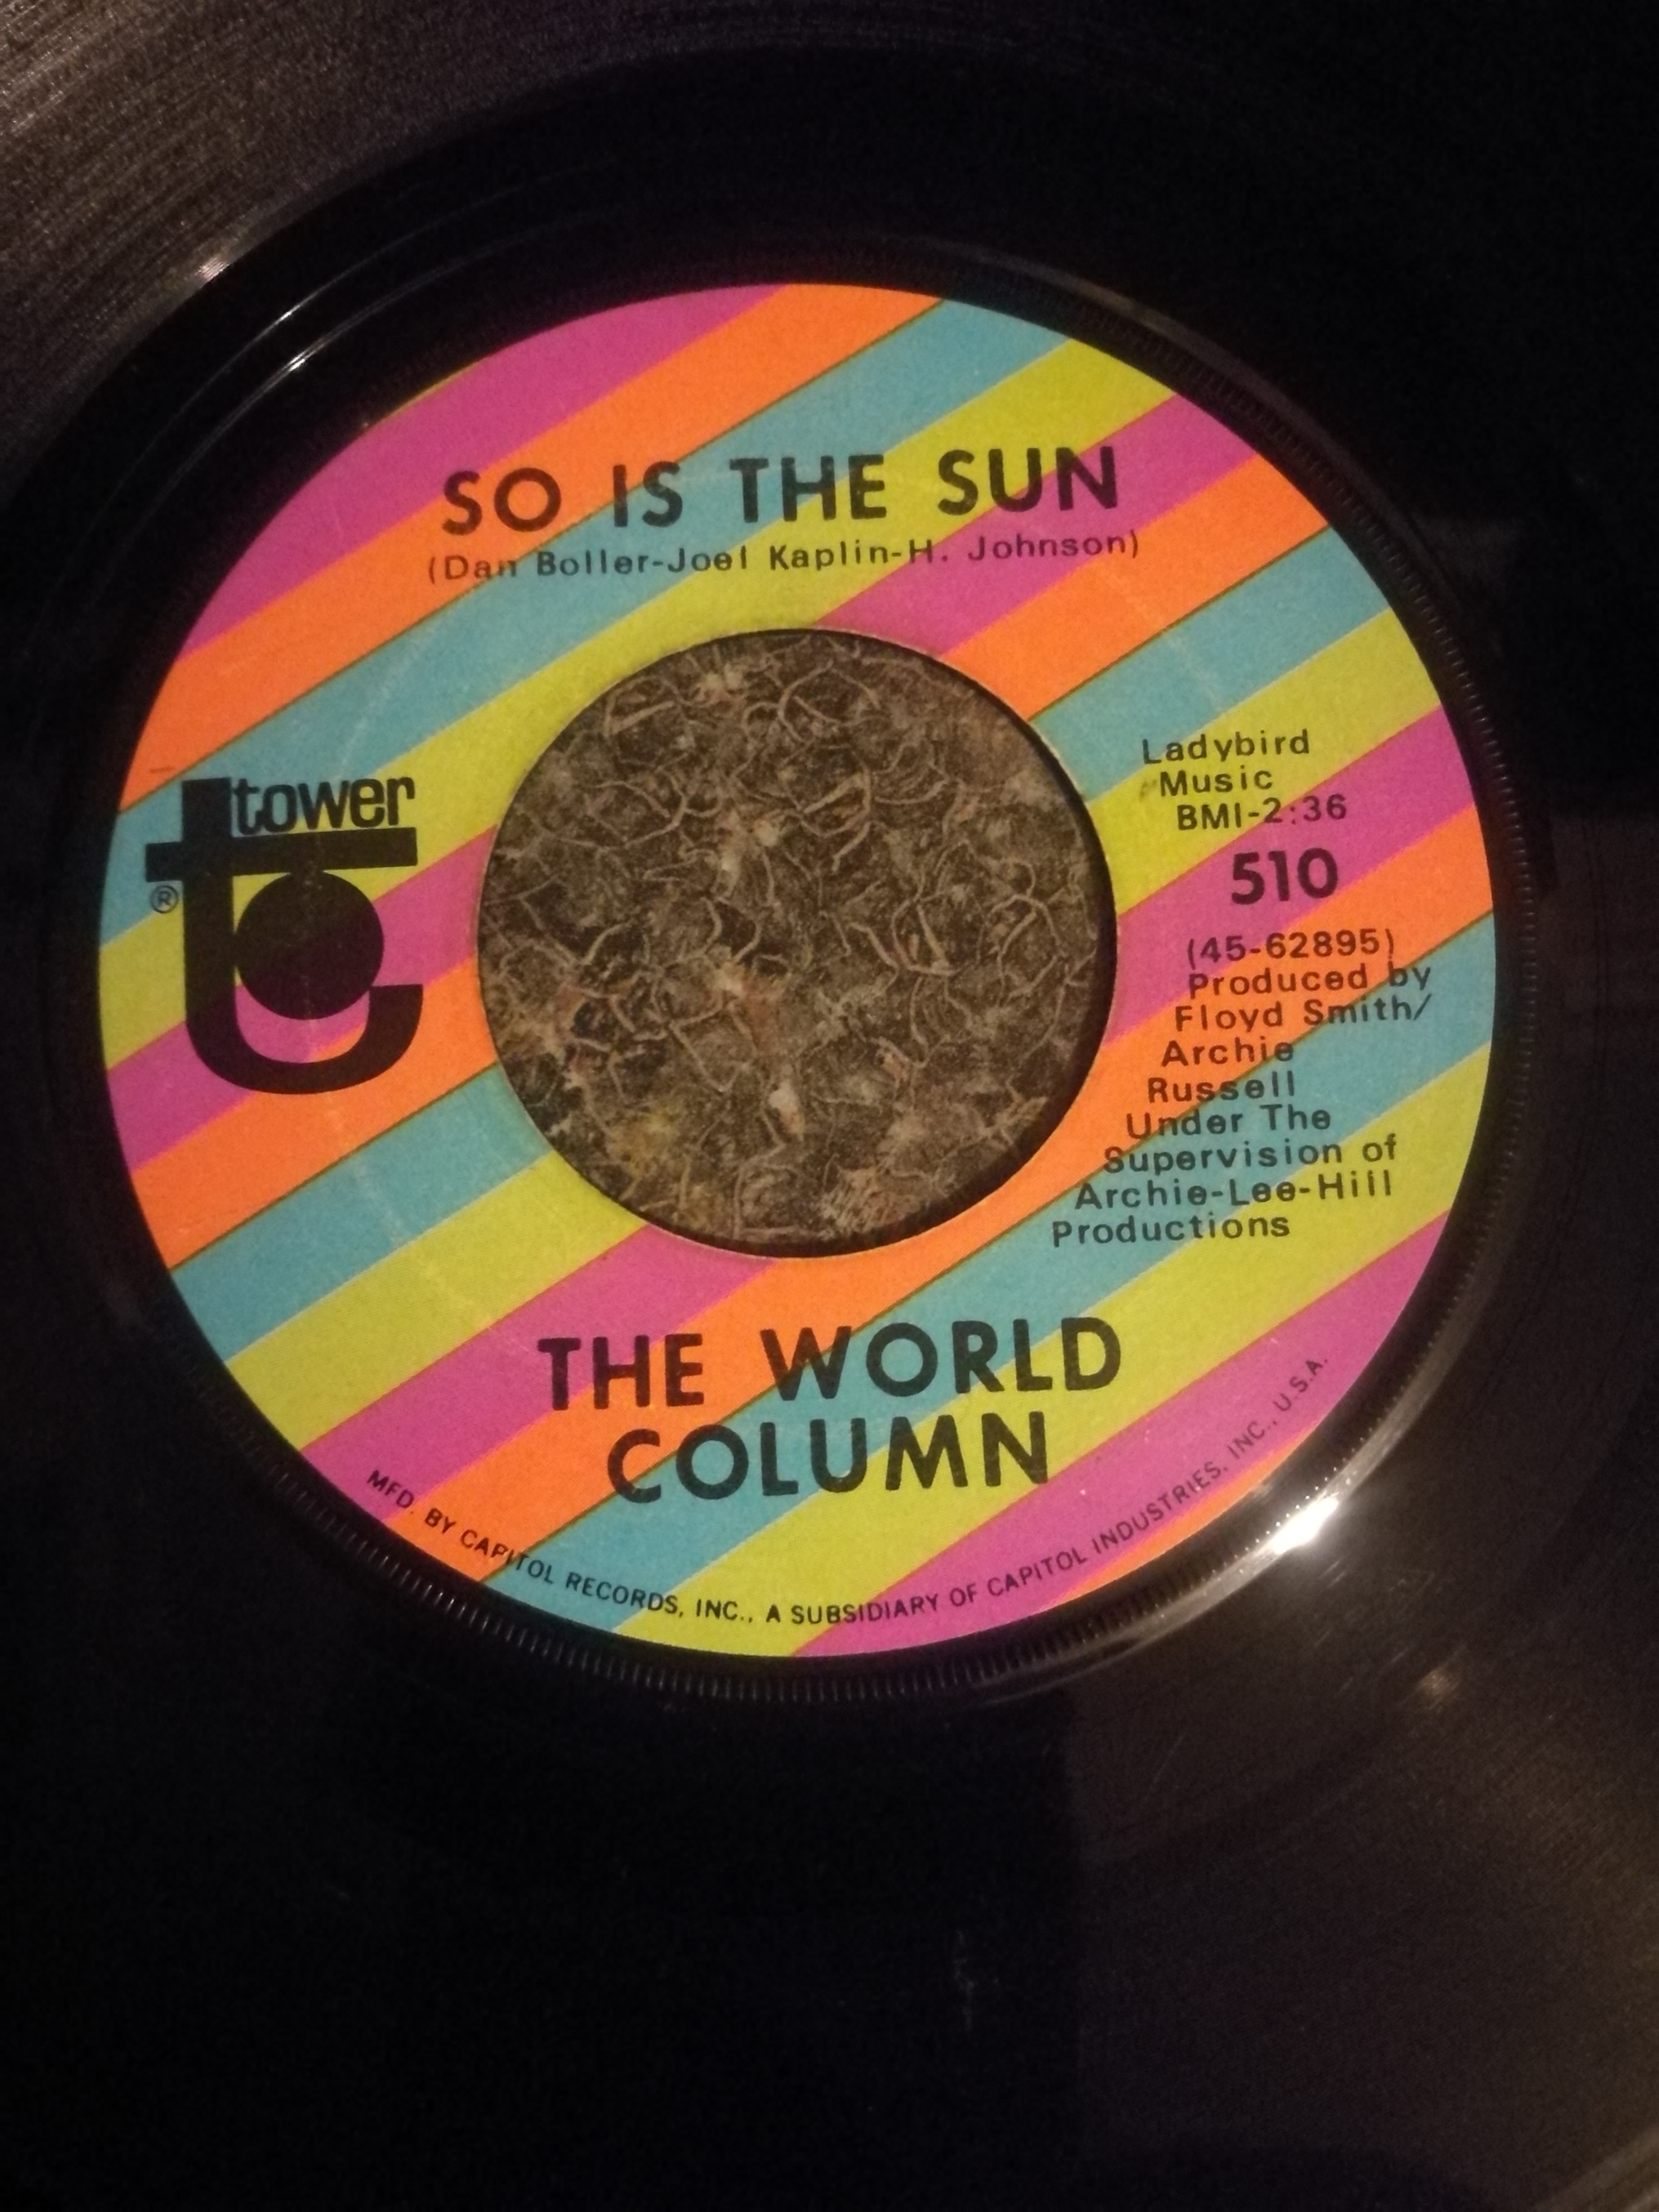 SO IS THE SUN
(Dan Boller-Joel Kaplin-H. Johnson)
tower
®
Ladybird
Music
BMI-2:36
510
(45-62895)
Produced by
Floyd Smith/
Archie
Russell
Under The
Supervision of
Archie-Lee-Hill
Productions
THE WORLD
COLUMN
MFD. BY CAPITOL RECORDS, INC., A SUBSIDIARY OF CAPITOL INDUSTRIES, INC., U.S.A.